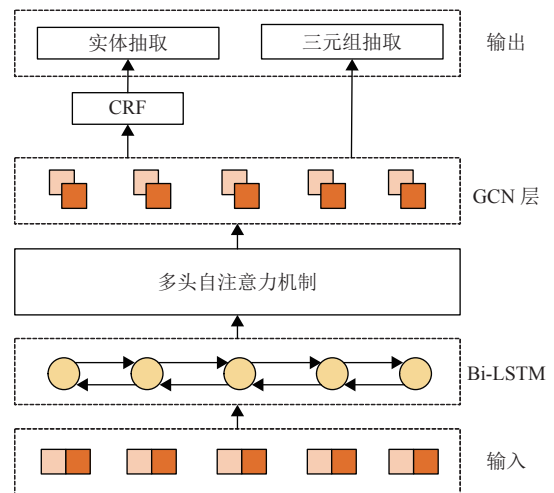 实体抽取
三元组抽取
输出
CRF
GCN 层
多头自注意力机制
Bi-LSTM
输入